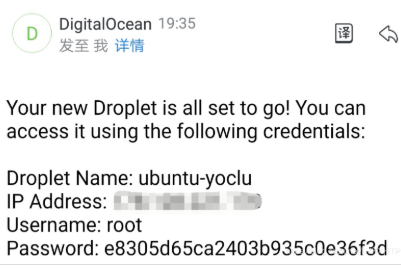 D
DigitalOcean 19:35
发至 我 详情
译
Your new Droplet is all set to go! You can
access it using the following credentials:
Droplet Name: ubuntu-yoclu
IP Address:
Username: root
Password: e8305d65ca2403b935c0e36f3d